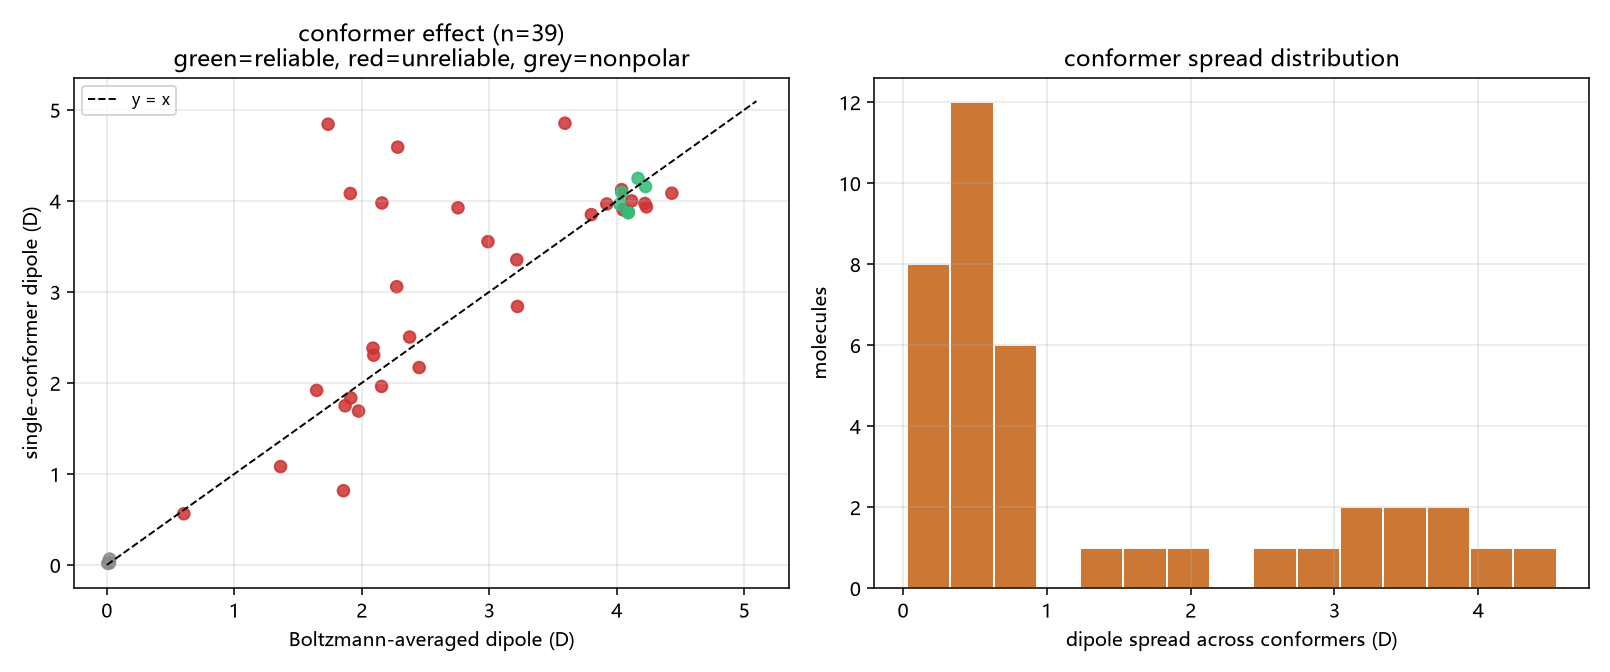 conformer effect (n=39)
green=reliable, red=unreliable, grey=nonpolar
y = x
5
4
3
2
1
0
single-conformer dipole (D)
0 1 2 3 4 5
Boltzmann-averaged dipole (D)
conformer spread distribution
12
10
8
6
4
2
0
molecules
0 1 2 3 4
dipole spread across conformers (D)